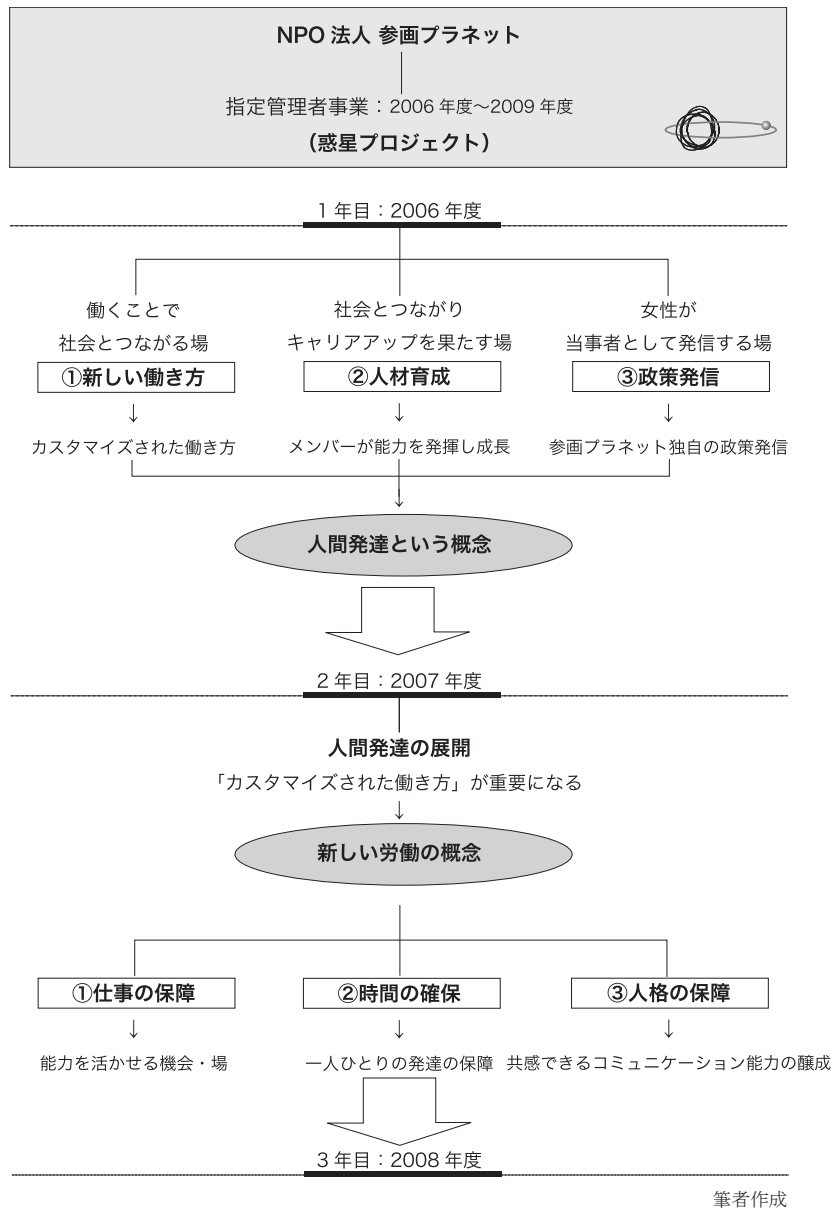 NPO 法人 参画プラネット
指定管理者事業：2006 年度～2009 年度
（惑星プロジェクト）
1 年目：2006 年度
働くことで
社会とつながる場
①新しい働き方
↓
カスタマイズされた働き方
社会とつながり
キャリアアップを果たす場
②人材育成
↓
メンバーが能力を発揮し成長
女性が
当事者として発信する場
③政策発信
↓
参画プラネット独自の政策発信
人間発達という概念
2 年目：2007 年度
人間発達の展開
「カスタマイズされた働き方」が重要になる
↓
新しい労働の概念
①仕事の保障
↓
能力を活かせる機会・場
②時間の確保
↓
一人ひとりの発達の保障
③人格の保障
↓
共感できるコミュニケーション能力の醸成
3 年目：2008 年度
筆者作成